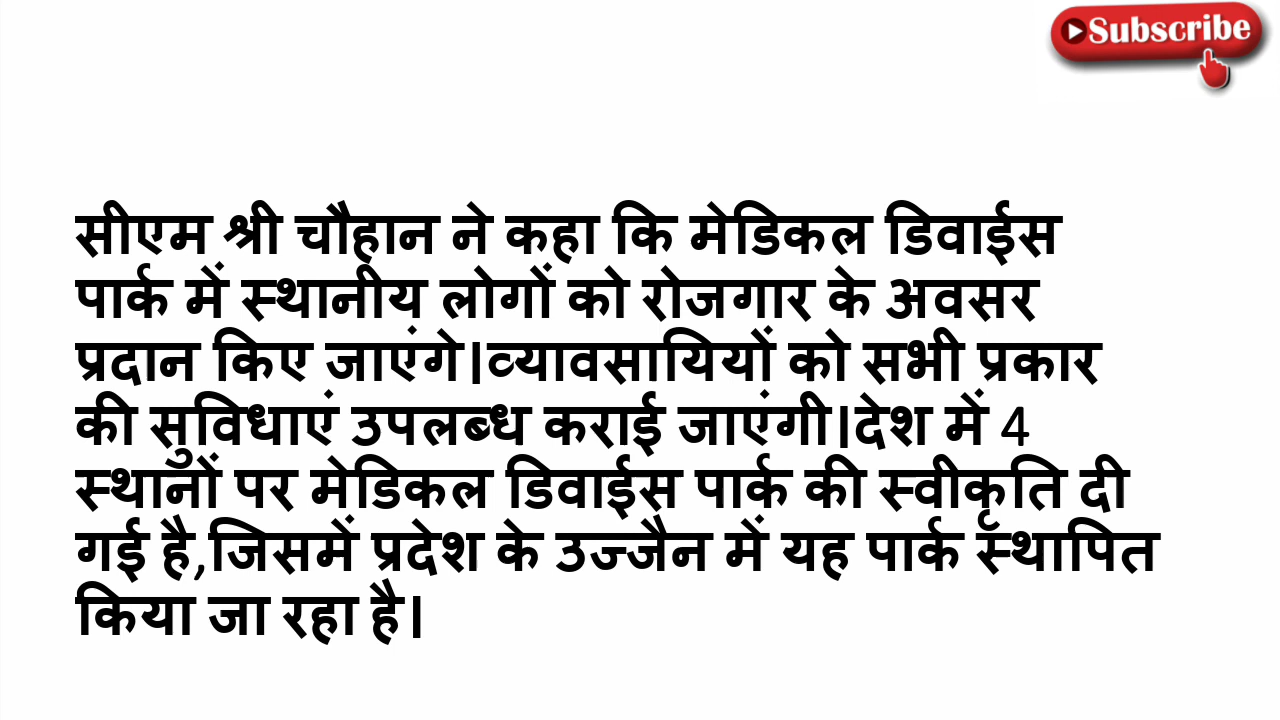 Subscribe
सीएम श्री चौहान ने कहा कि मेडिकल डिवाईस
पार्क में स्थानीय लोगों को रोजगार के अवसर
प्रदान किए जाएंगे।व्यावसायियों को सभी प्रकार
की सुविधाएं उपलब्ध कराई जाएंगी।देश में 4
स्थानों पर मेडिकल डिवाईस पार्क की स्वीकृति दी
गई है,जिसमें प्रदेश के उज्जैन में यह पार्क स्थापित
किया जा रहा है।